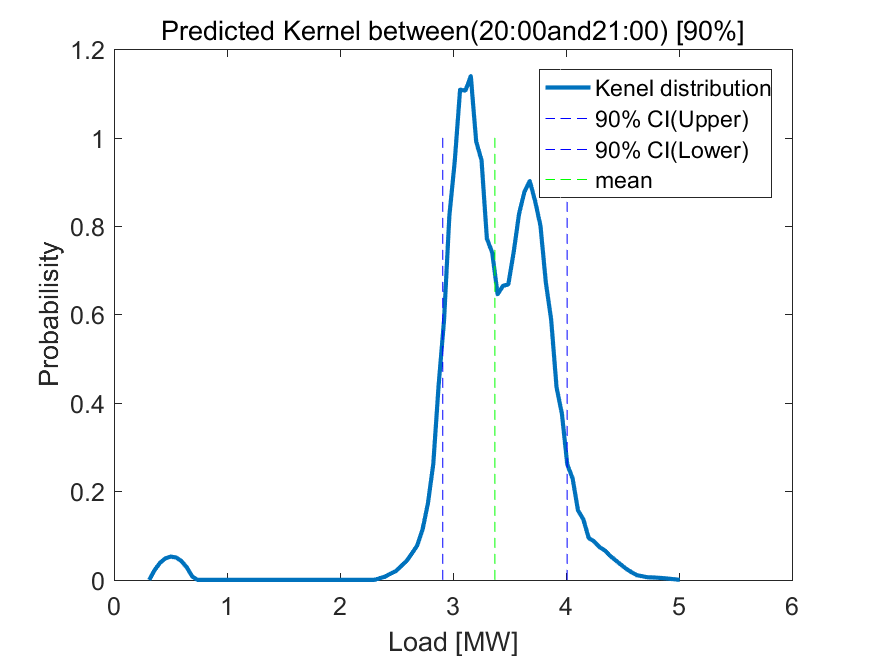 Predicted Kernel between(20:00and21:00) [90%]
1.2
1
0.8
0.6
0.4
0.2
0
Probabilisity
Kenel distribution
90% CI(Upper)
90% CI(Lower)
mean
0 1 2 3 4 5 6
Load [MW]